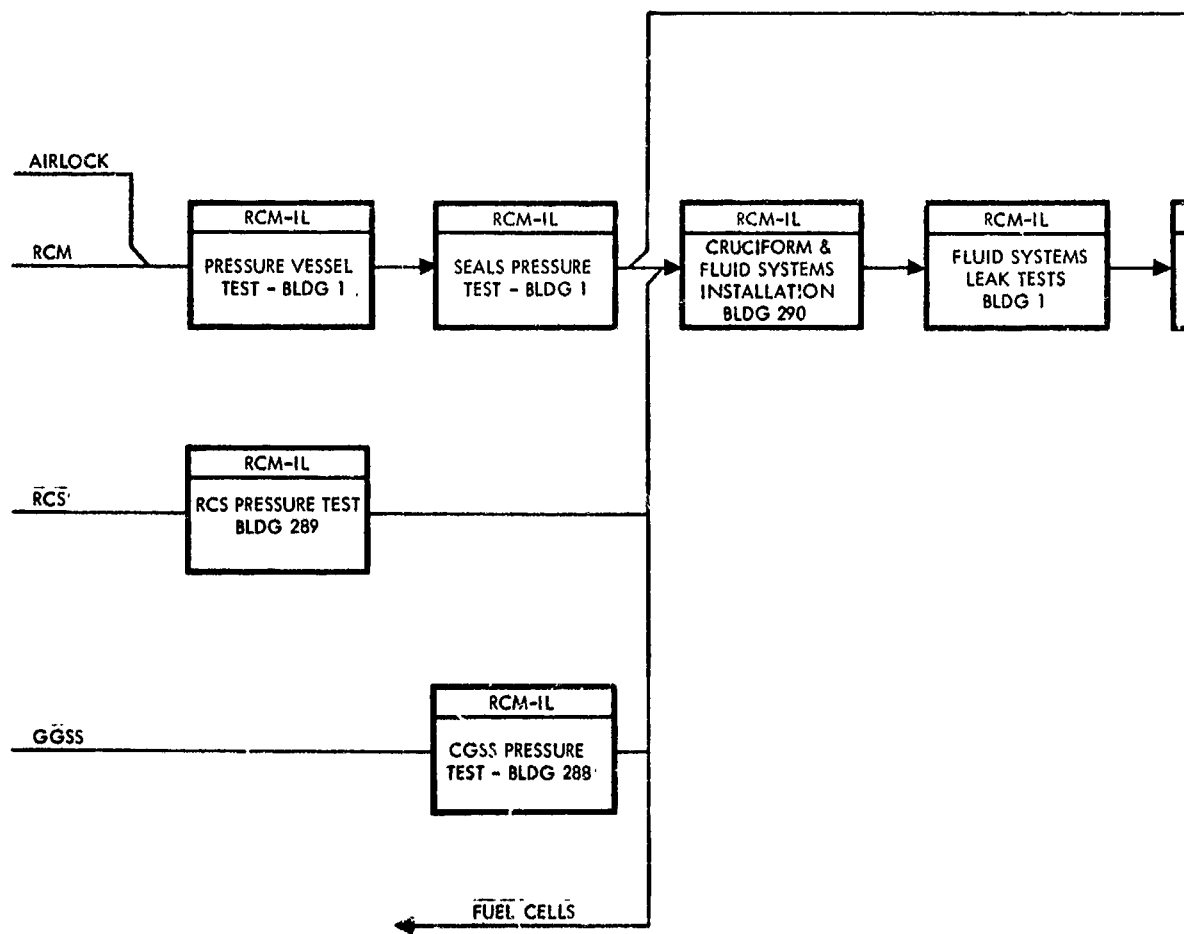 AIRLOCK
RCM
RCM-IL
PRESSURE VESSEL
TEST - BLDG 1
RCM-IL
SEALS PRESSURE
TEST - BLDG 1
RCM-IL
CRUCIFORM &
FLUID SYSTEMS
INSTALLATION
BLDG 290
RCM-IL
FLUID SYSTEMS
LEAK TESTS
BLDG 1
RCS
RCM-IL
RCS PRESSURE TEST
BLDG 289
GGSS
RCM-IL
CGSS PRESSURE
TEST - BLDG 288
FUEL CELLS